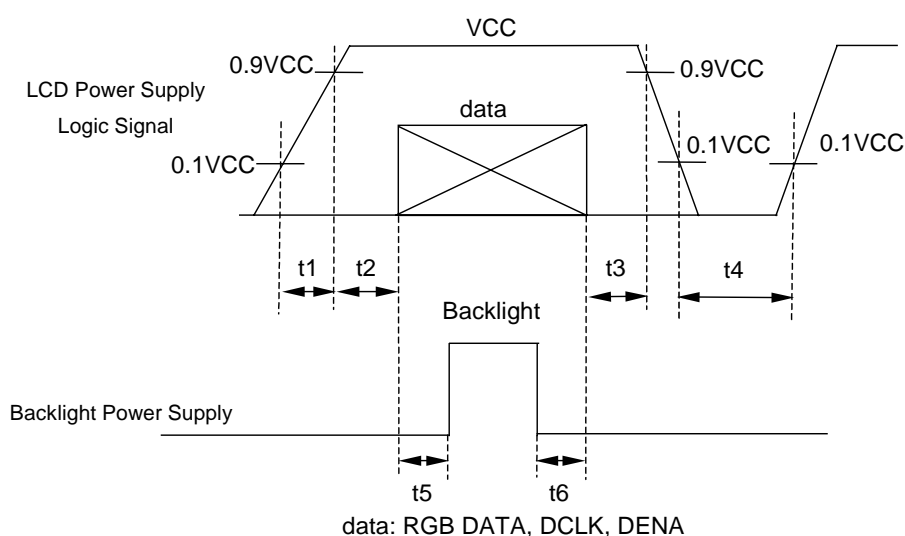 VCC
0.9VCC
0.9VCC
LCD Power Supply
Logic Signal
data
0.1VCC
0.1VCC
0.1VCC
t1
t2
t3
t4
Backlight
Backlight Power Supply
t5
t6
data: RGB DATA, DCLK, DENA